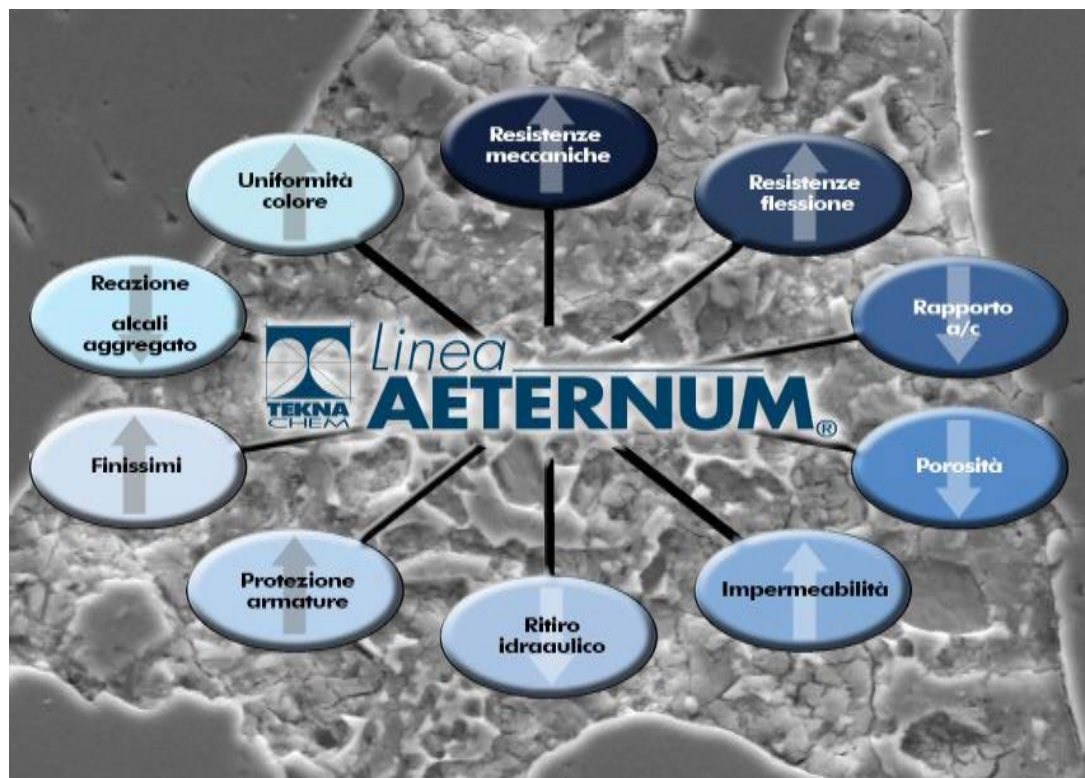 Resistenze
meccaniche
Resistenze
flessione
Rapporto
a/c
Porosità
Impermeabilità
Ritiro
idraaulico
Protezione
armature
Finissimi
Reazione
alcali
aggregato
Uniformità
colore
Linea
AETERNUM®
TEKNA
CHEM